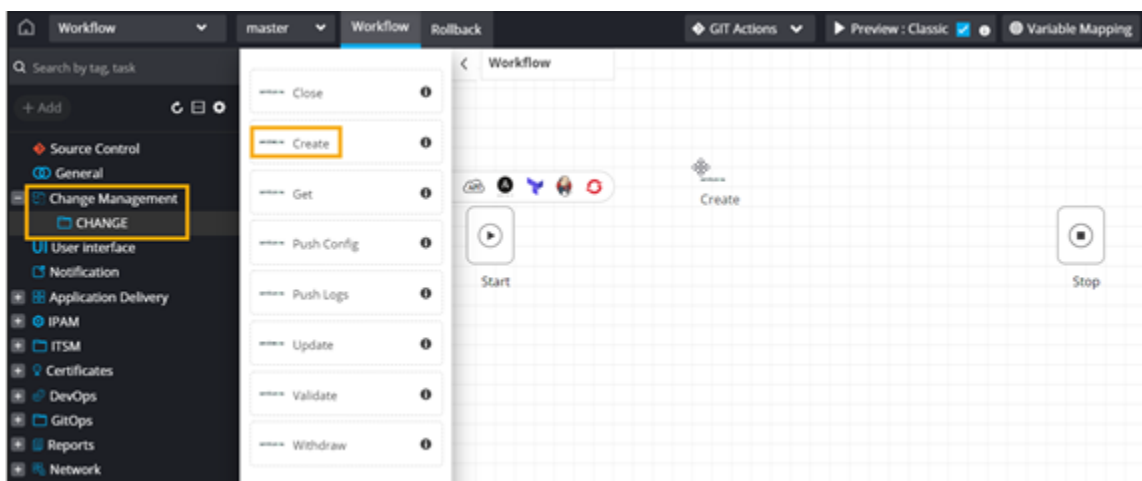 Workflow
master
Workflow
Rollback
GIT Actions
Preview : Classic
Variable Mapping
Search by tag, task
+ Add
Source Control
General
Change Management
CHANGE
UI User interface
Notification
Application Delivery
IPAM
ITSM
Certificates
DevOps
GitOps
Reports
Network
Close
Create
Get
Push Config
Push Logs
Update
Validate
Withdraw
Workflow
Create
Start
Stop